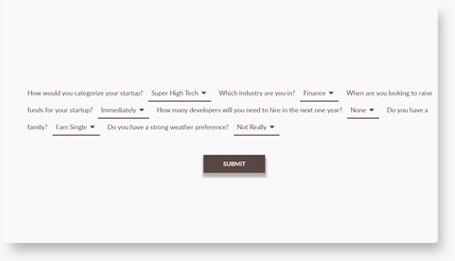 How would you categorize your startup? Super High Tech Which industry are you in? Finance When are you looking to raise
funds for your startup? Immediately How many developers will you need to hire in the next one year? None Do you have a
family? I am Single Do you have a strong weather preference? Not Really
SUBMIT